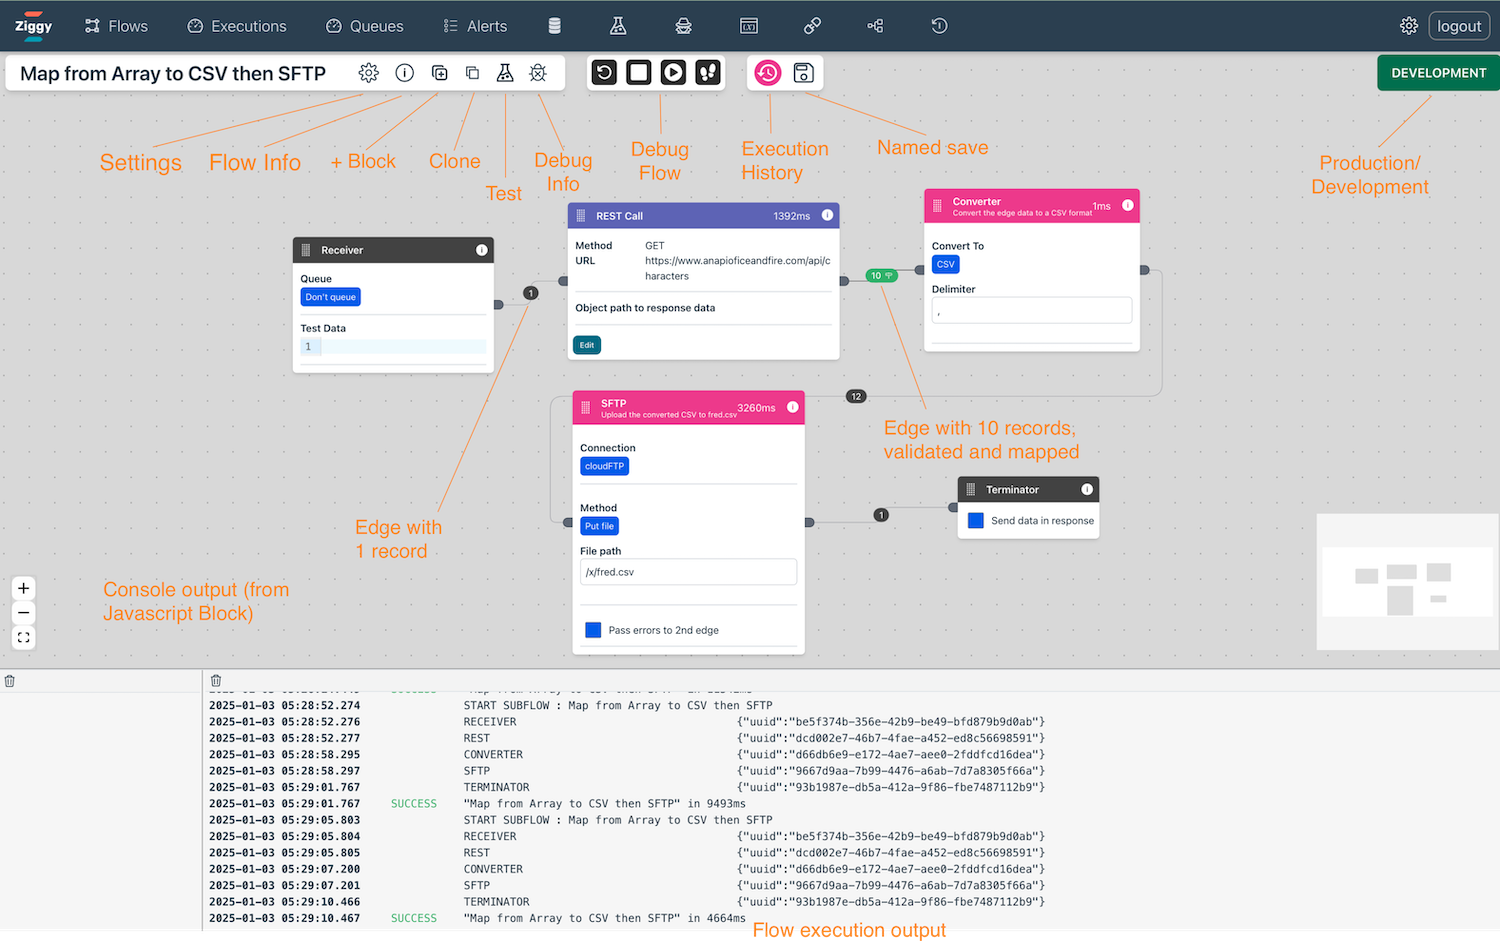 Ziggy
Flows
Executions
Queues
Alerts
logout
Map from Array to CSV then SFTP
DEVELOPMENT
Settings
Flow Info
+ Block
Clone
Test
Debug
Info
Debug
Flow
Execution
History
Named save
Production/
Development
Receiver
Queue
Don't queue
Test Data
1
1
REST Call
1392ms
Method
GET
URL
https://www.anapioficeandfire.com/api/c
haracters
Object path to response data
Edit
10
Converter
Convert the edge data to a CSV format
1ms
Convert To
CSV
Delimiter
,
12
SFTP
Upload the converted CSV to fred.csv
3260ms
Connection
cloudFTP
Method
Put file
File path
/x/fred.csv
Pass errors to 2nd edge
1
Edge with 10 records,
validated and mapped
Terminator
Send data in response
Edge with
1 record
Console output (from
Javascript Block)
2025-01-03 05:28:52.274 START SUBFLOW : Map from Array to CSV then SFTP
2025-01-03 05:28:52.276 RECEIVER {"uuid":"be5f374b-356e-42b9-be49-bfd879b9d0ab"}
2025-01-03 05:28:52.277 REST {"uuid":"dcd002e7-46b7-4fae-a452-ed8c56698591"}
2025-01-03 05:28:58.295 CONVERTER {"uuid":"d66db6e9-e172-4ae7-aee0-2fddfcd16dea"}
2025-01-03 05:28:58.297 SFTP {"uuid":"9667d9aa-7b99-4476-a6ab-7d7a8305f66a"}
2025-01-03 05:29:01.767 TERMINATOR {"uuid":"93b1987e-db5a-412a-9f86-fbe7487112b9"}
2025-01-03 05:29:01.767 SUCCESS "Map from Array to CSV then SFTP" in 9493ms
2025-01-03 05:29:05.803 START SUBFLOW : Map from Array to CSV then SFTP
2025-01-03 05:29:05.804 RECEIVER {"uuid":"be5f374b-356e-42b9-be49-bfd879b9d0ab"}
2025-01-03 05:29:05.805 REST {"uuid":"dcd002e7-46b7-4fae-a452-ed8c56698591"}
2025-01-03 05:29:07.200 CONVERTER {"uuid":"d66db6e9-e172-4ae7-aee0-2fddfcd16dea"}
2025-01-03 05:29:07.201 SFTP {"uuid":"9667d9aa-7b99-4476-a6ab-7d7a8305f66a"}
2025-01-03 05:29:10.466 TERMINATOR {"uuid":"93b1987e-db5a-412a-9f86-fbe7487112b9"}
2025-01-03 05:29:10.467 SUCCESS "Map from Array to CSV then SFTP" in 4664ms
Flow execution output